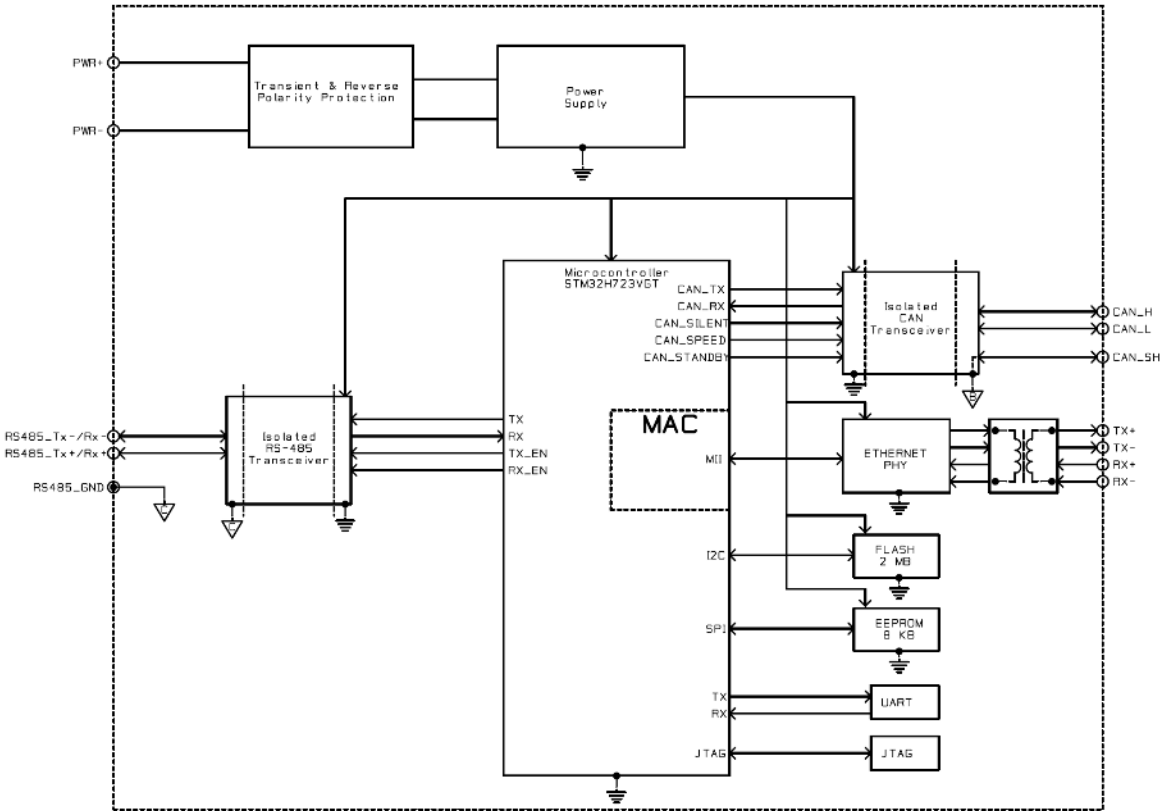 PWR+
PWR-
Transient & Reverse
Polarity Protection
Power
Supply
Microcontroller
STM32H723VGT
CAN_TX
CAN_RX
CAN_SILENT
CAN_SPEED
CAN_STANDBY
Isolated
CAN
Transceiver
CAN_H
CAN_L
CAN_SH
B
RS485_Tx-/Rx-
RS485_Tx+/Rx+
RS485_GND
C
Isolated
RS-485
Transceiver
C
TX
RX
TX_EN
RX_EN
MAC
MII
ETHERNET
PHY
TX+
TX-
RX+
RX-
I2C
FLASH
2 MB
SPI
EEPROM
8 KB
TX
RX
UART
JTAG
JTAG